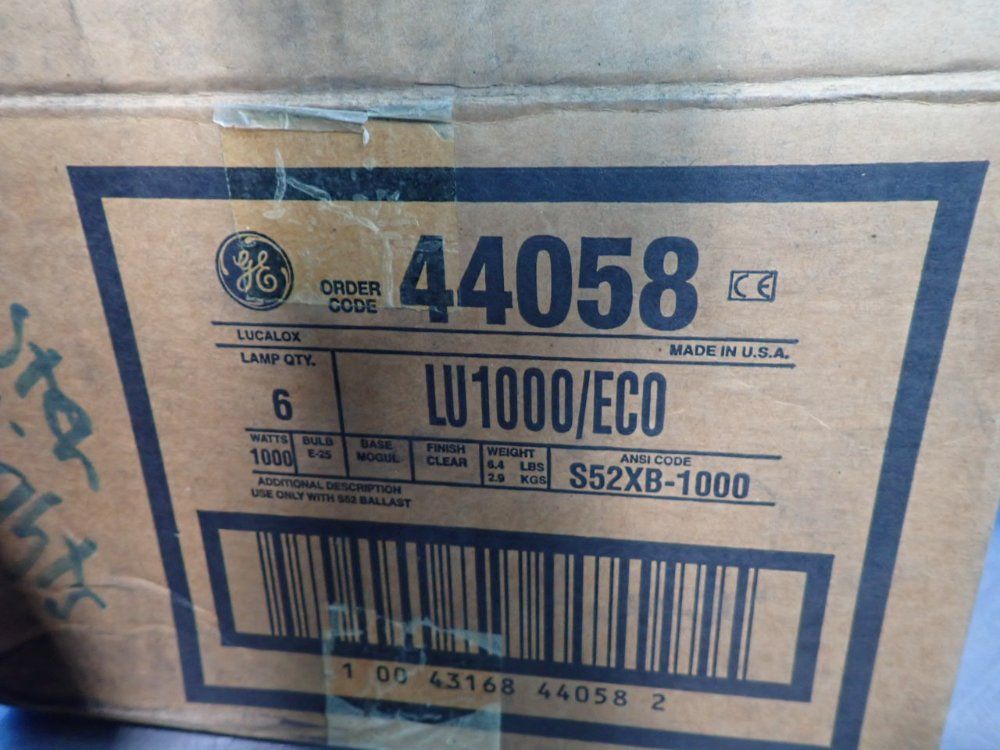 GE
ORDER CODE 44058 CE
LUCALOX
MADE IN U.S.A.
LAMP QTY.
6
LU1000/ECO
WATTS 1000
BULB E-25
BASE MOGUL
FINISH CLEAR
WEIGHT 6.4 LBS 2.9 KGS
ANSI CODE S52XB-1000
ADDITIONAL DESCRIPTION
USE ONLY WITH S52 BALLAST
1 00 43168 44058 2